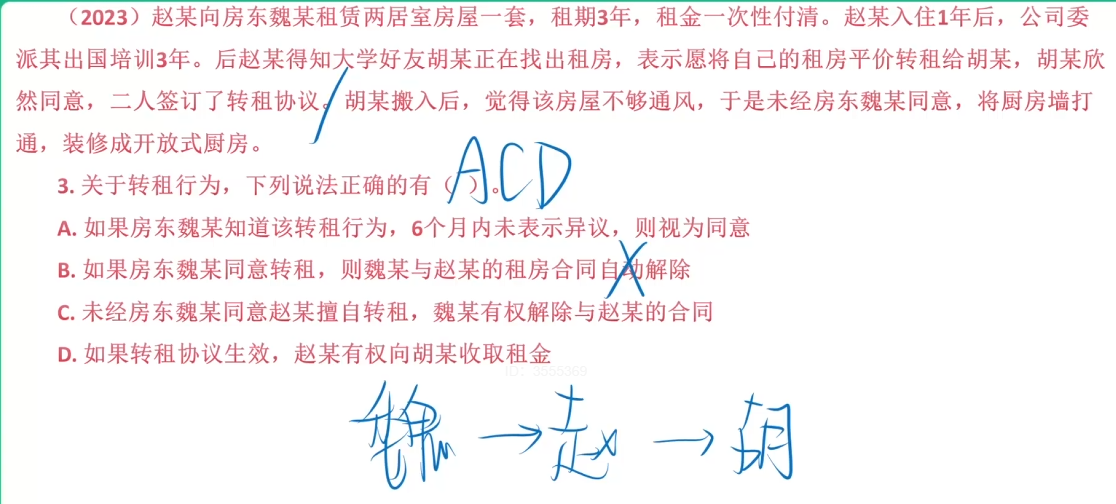 （2023）赵某向房东魏某租赁两居室房屋一套，租期3年，租金一次性付清。赵某入住1年后，公司委
派其出国培训3年。后赵某得知大学好友胡某正在找出租房，表示愿将自己的租房平价转租给胡某，胡某欣
然同意，二人签订了转租协议。胡某搬入后，觉得该房屋不够通风，于是未经房东魏某同意，将厨房墙打
通，装修成开放式厨房。
ACD
3. 关于转租行为，下列说法正确的有（ ）。
A. 如果房东魏某知道该转租行为，6个月内未表示异议，则视为同意
B. 如果房东魏某同意转租，则魏某与赵某的租房合同自动解除
C. 未经房东魏某同意赵某擅自转租，魏某有权解除与赵某的合同
D. 如果转租协议生效，赵某有权向胡某收取租金
ID：3555369
魏→赵→胡